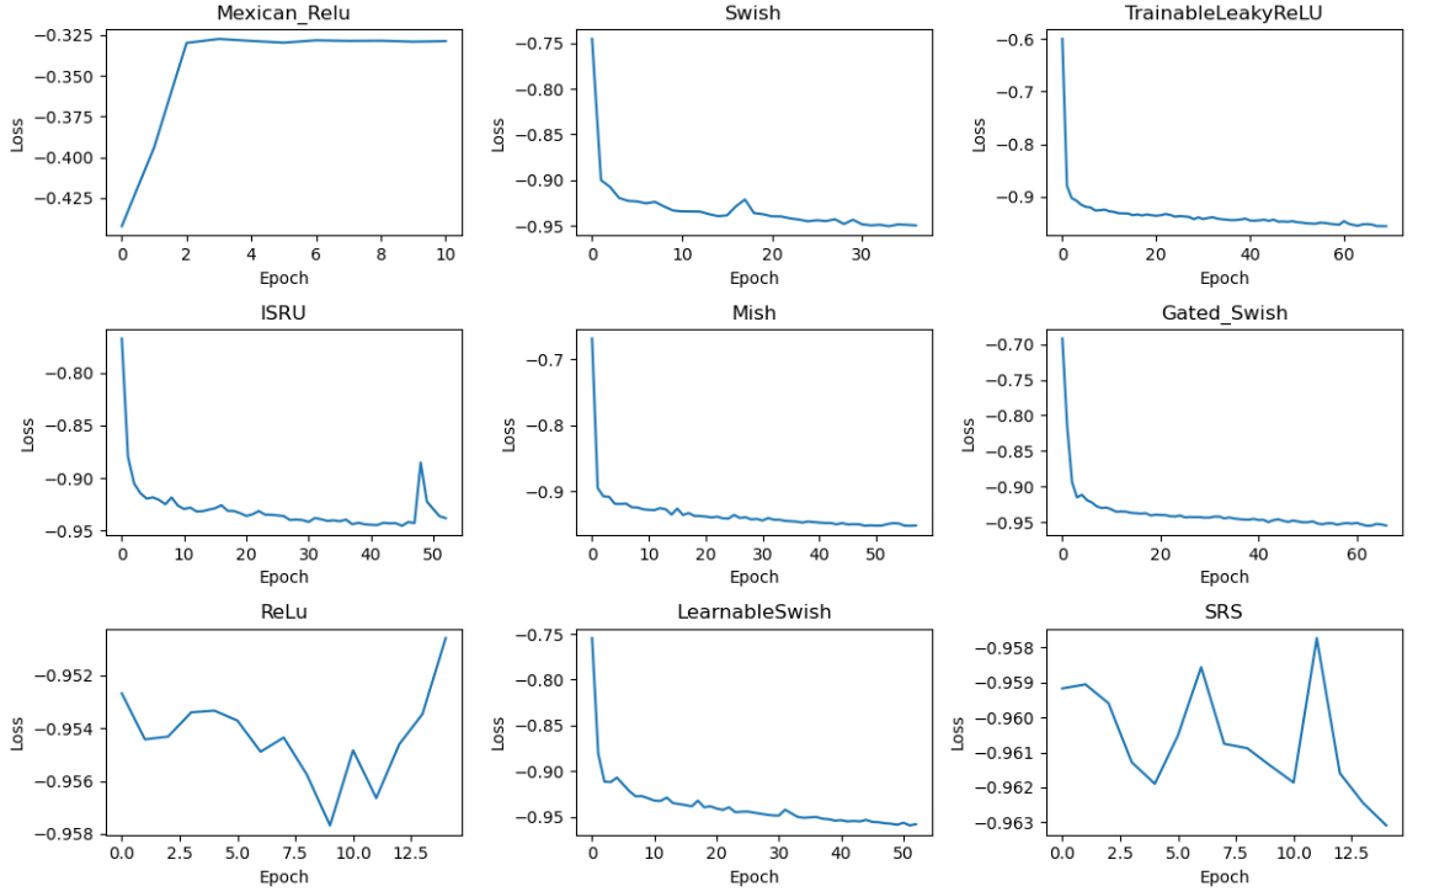 Mexican_Relu
Swish
TrainableLeakyReLU
−0.325
−0.350
−0.375
−0.400
−0.425
Loss
0 2 4 6 8 10
Epoch
−0.75
−0.80
−0.85
−0.90
−0.95
Loss
0 10 20 30
Epoch
−0.6
−0.7
−0.8
−0.9
Loss
0 20 40 60
Epoch
ISRU
Mish
Gated_Swish
−0.80
−0.85
−0.90
−0.95
Loss
0 10 20 30 40 50
Epoch
−0.7
−0.8
−0.9
Loss
0 10 20 30 40 50
Epoch
−0.70
−0.75
−0.80
−0.85
−0.90
−0.95
Loss
0 20 40 60
Epoch
ReLu
LearnableSwish
SRS
−0.952
−0.954
−0.956
−0.958
Loss
0.0 2.5 5.0 7.5 10.0 12.5
Epoch
−0.75
−0.80
−0.85
−0.90
−0.95
Loss
0 10 20 30 40 50
Epoch
−0.958
−0.959
−0.960
−0.961
−0.962
−0.963
Loss
0.0 2.5 5.0 7.5 10.0 12.5
Epoch